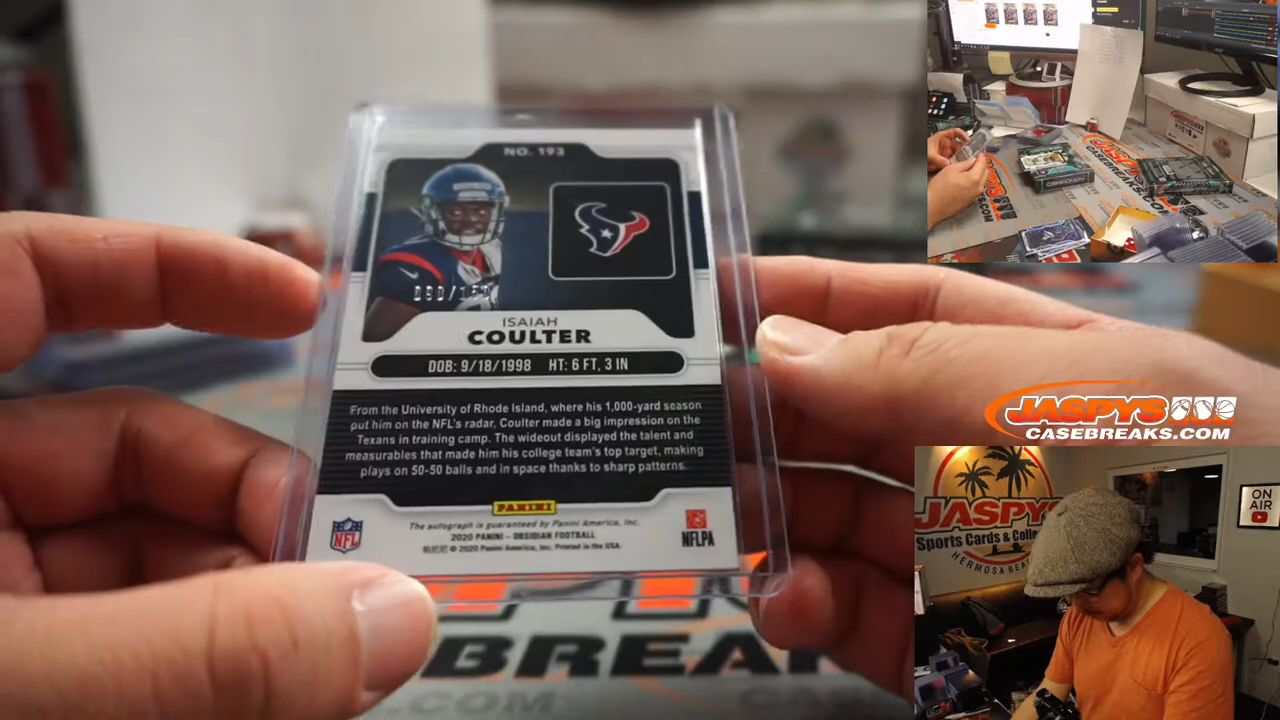 NO. 193
ISAIAH
COULTER
DOB: 9/18/1998 HT: 6 FT, 3 IN
From the University of Rhode Island, where his 1,000-yard season
put him on the NFL's radar, Coulter made a big impression on the
Texans in training camp. The wideout displayed the talent and
measurables that made him his college team's top target, making
plays on 50-50 balls and in space thanks to sharp patterns.
PANINI
The autograph is guaranteed by Panini America, Inc.
2020 PANINI – OBSIDIAN FOOTBALL
© 2020 Panini America, Inc. Printed in the USA.
NFL
NFLPA
BREAK
.COM
JASPYS
CASEBREAKS.COM
JASPYS
CASEBREAKS.COM
JASPYS
Sports Cards &
HERMOSA
ON
AIR